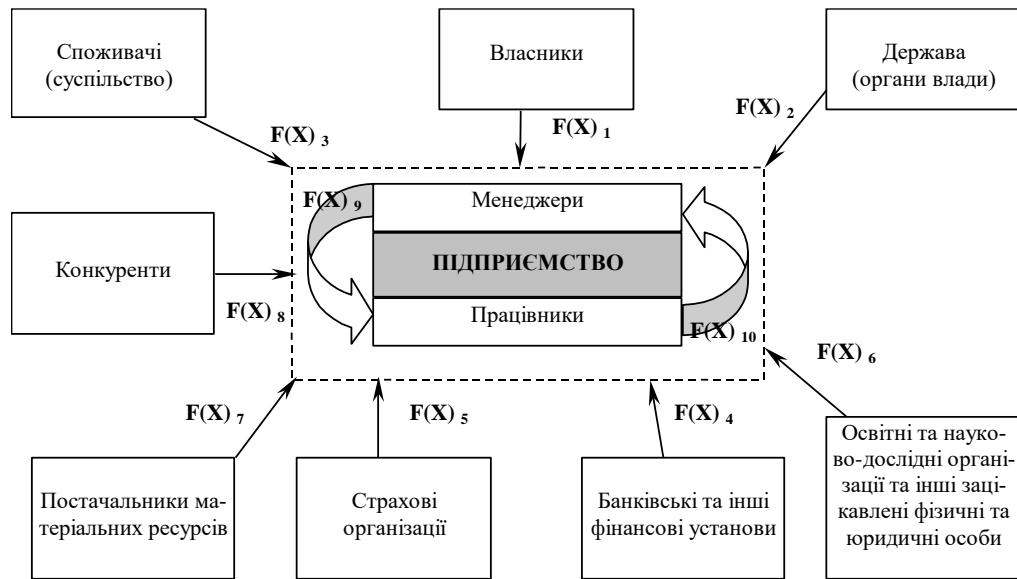 Споживачі
(суспільство)
Власники
Держава
(органи влади)
F(X) 3
F(X) 1
F(X) 2
F(X) 9
Менеджери
Конкуренти
ПІДПРИЄМСТВО
F(X) 8
Працівники
F(X) 10
F(X) 6
F(X) 7
F(X) 5
F(X) 4
Постачальники ма-
теріальних ресурсів
Страхові
організації
Банківські та інші
фінансові установи
Освітні та науко-
во-дослідні органі-
зації та інші заці-
кавлені фізичні та
юридичні особи